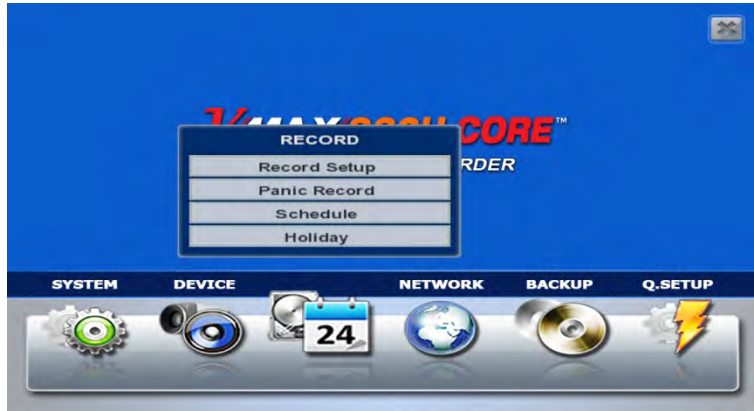 CORE™
RECORD
RDER
Record Setup
Panic Record
Schedule
Holiday
SYSTEM DEVICE NETWORK BACKUP Q.SETUP
24